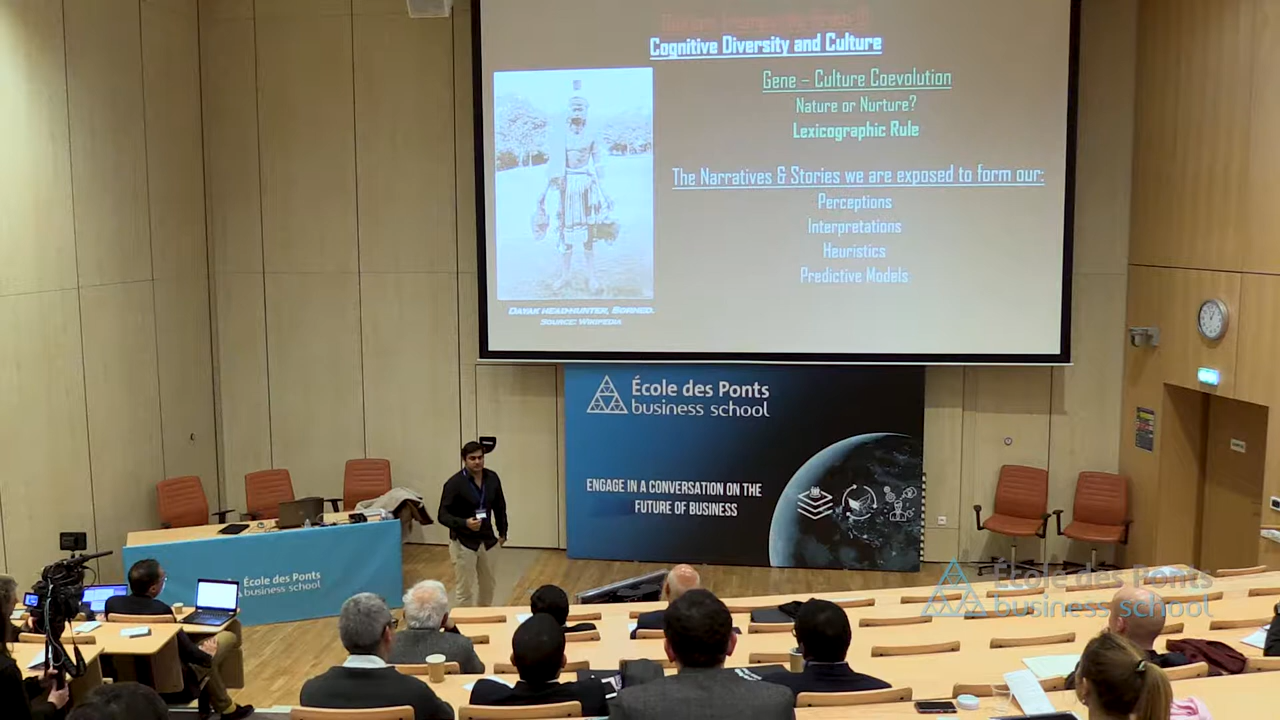 Cognitive Diversity and Culture
Gene – Culture Coevolution
Nature or Nurture?
Lexicographic Rule
The Narratives & Stories we are exposed to form our:
Perceptions
Interpretations
Heuristics
Predictive Models
Dayak head-hunter, Borneo.
Source: Wikipedia
École des Ponts
business school
ENGAGE IN A CONVERSATION ON THE
FUTURE OF BUSINESS
École des Ponts
business school
École des Ponts
business school